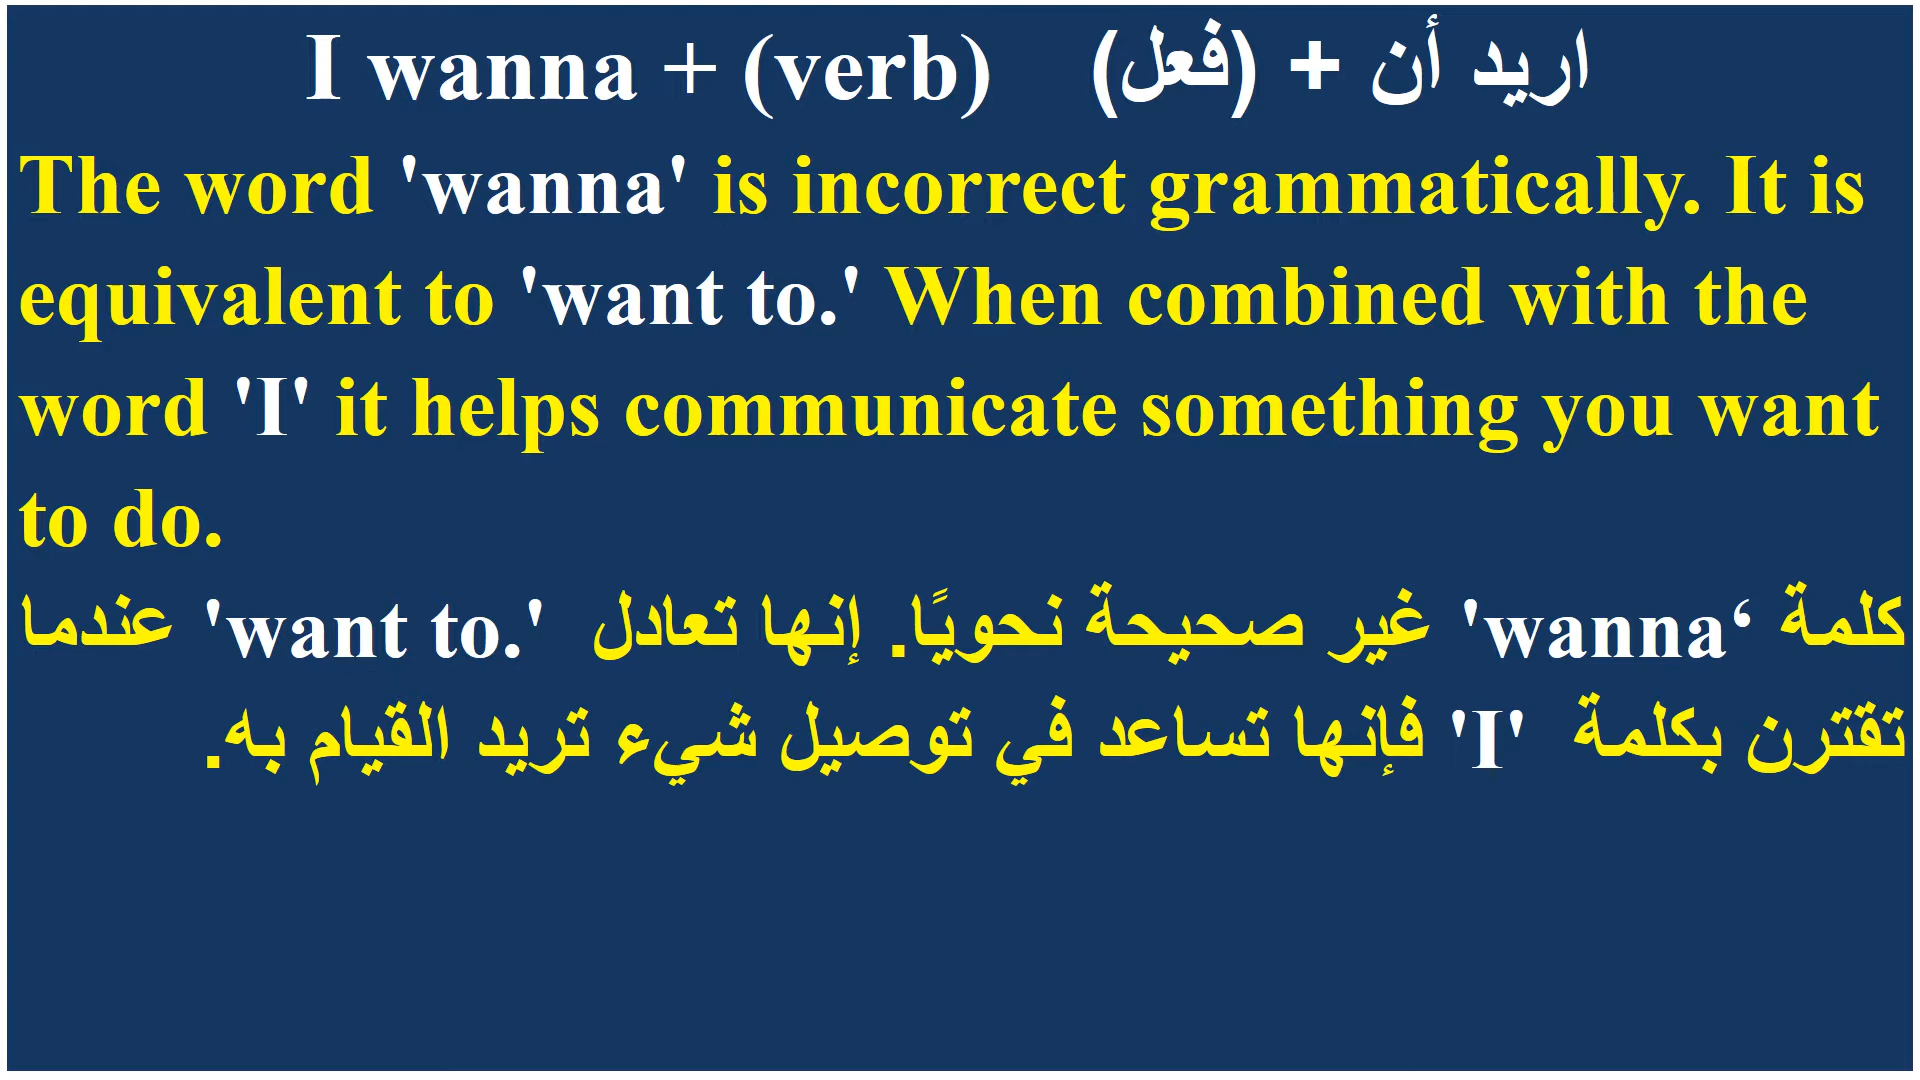 I wanna + (verb) اريد أن + (فعل)
The word 'wanna' is incorrect grammatically. It is
equivalent to 'want to.' When combined with the
word 'I' it helps communicate something you want
to do.
كلمة ‘wanna' غير صحيحة نحويًا. إنها تعادل 'want to.' عندما
تقترن بكلمة 'I' فإنها تساعد في توصيل شيء تريد القيام به.